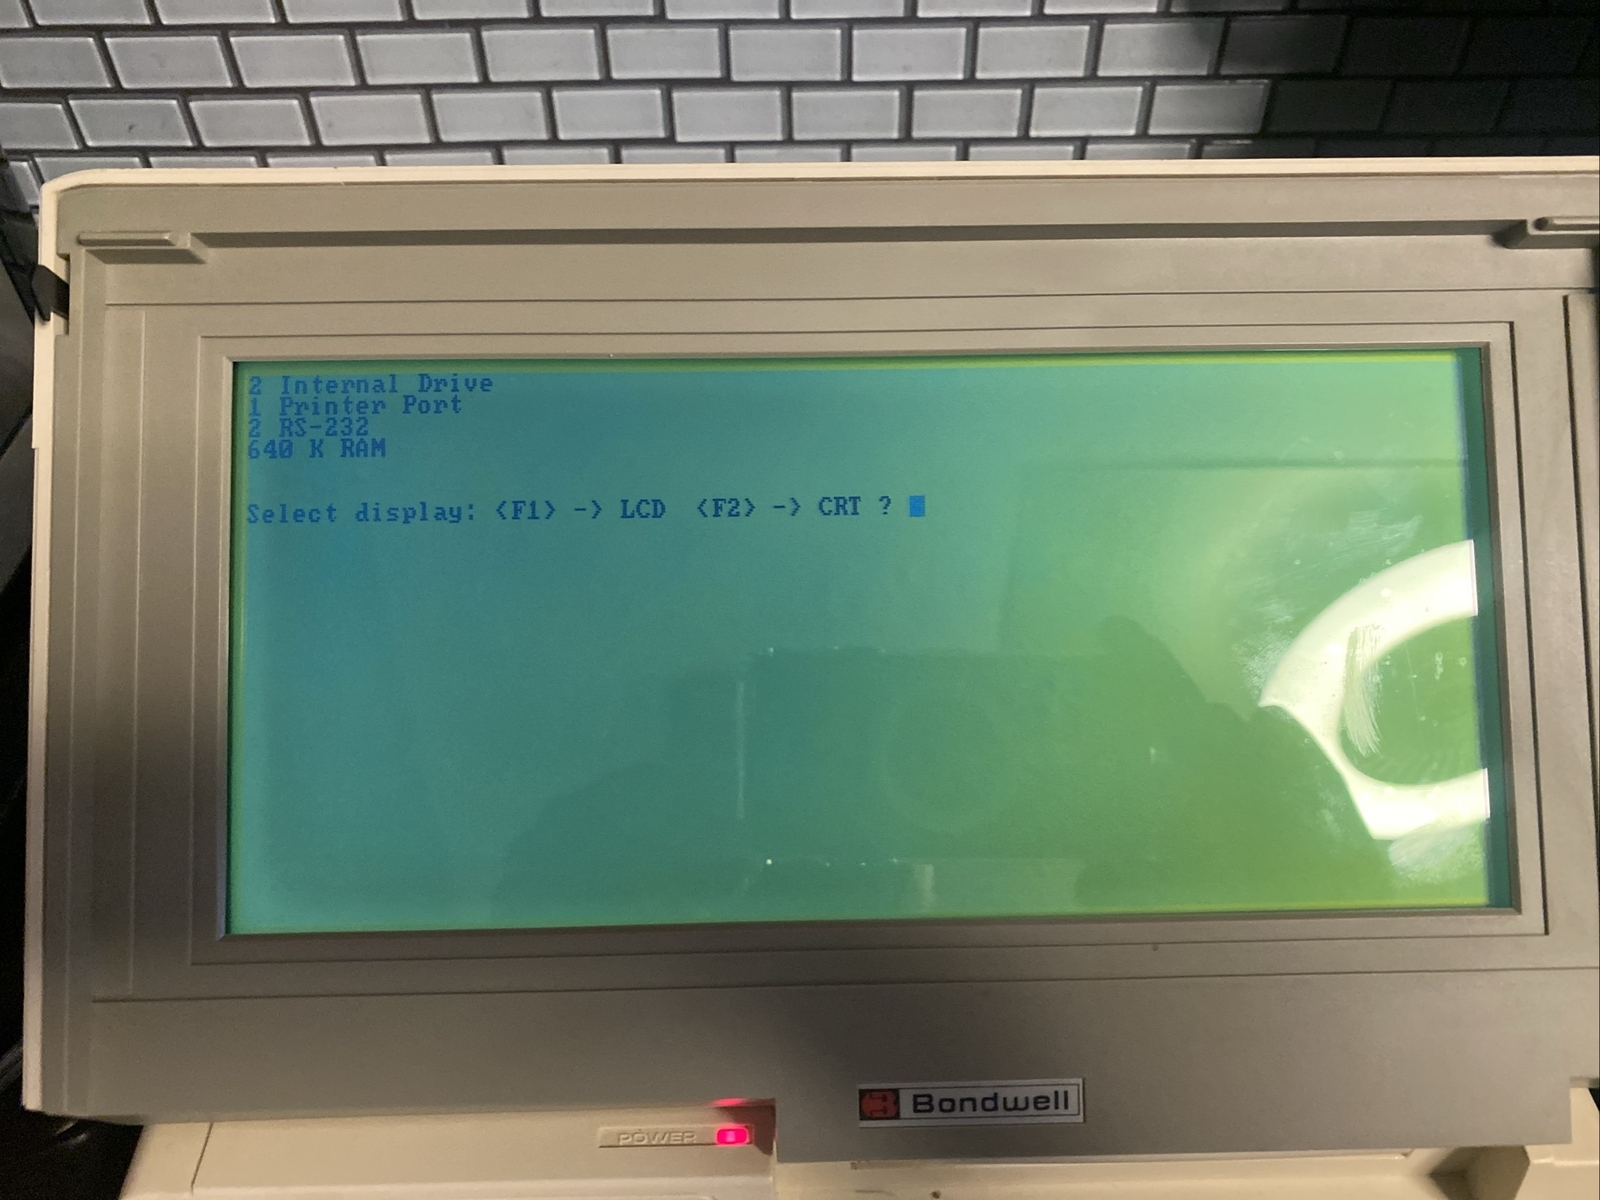 2 Internal Drive
1 Printer Port
2 RS-232
640 K RAM
Select display: <F1> -> LCD  <F2> -> CRT ?
Bondwell
POWER